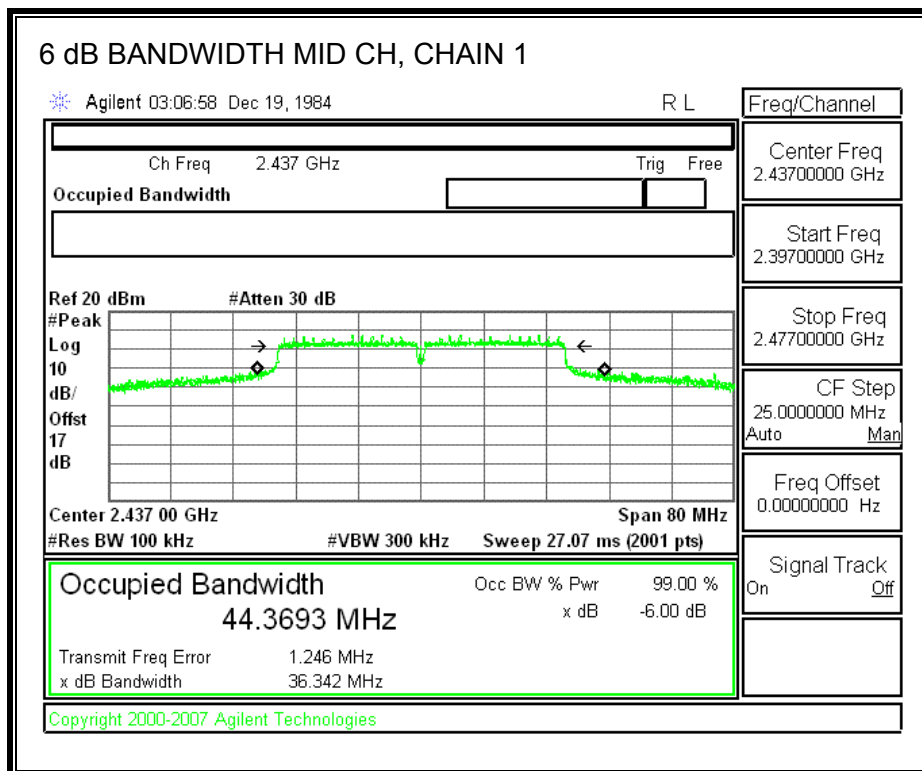 6 dB BANDWIDTH MID CH, CHAIN 1
Agilent 03:06:58 Dec 19, 1984 R L
Ch Freq 2.437 GHz Trig Free
Occupied Bandwidth
Ref 20 dBm #Atten 30 dB
#Peak
Log
10
dB/
Offst
17
dB
Center 2.437 00 GHz Span 80 MHz
#Res BW 100 kHz #VBW 300 kHz Sweep 27.07 ms (2001 pts)
Occupied Bandwidth Occ BW % Pwr 99.00 %
44.3693 MHz x dB -6.00 dB
Transmit Freq Error 1.246 MHz
x dB Bandwidth 36.342 MHz
Copyright 2000-2007 Agilent Technologies
Freq/Channel
Center Freq
2.43700000 GHz
Start Freq
2.39700000 GHz
Stop Freq
2.47700000 GHz
CF Step
25.0000000 MHz
Auto Man
Freq Offset
0.00000000 Hz
Signal Track
On Off